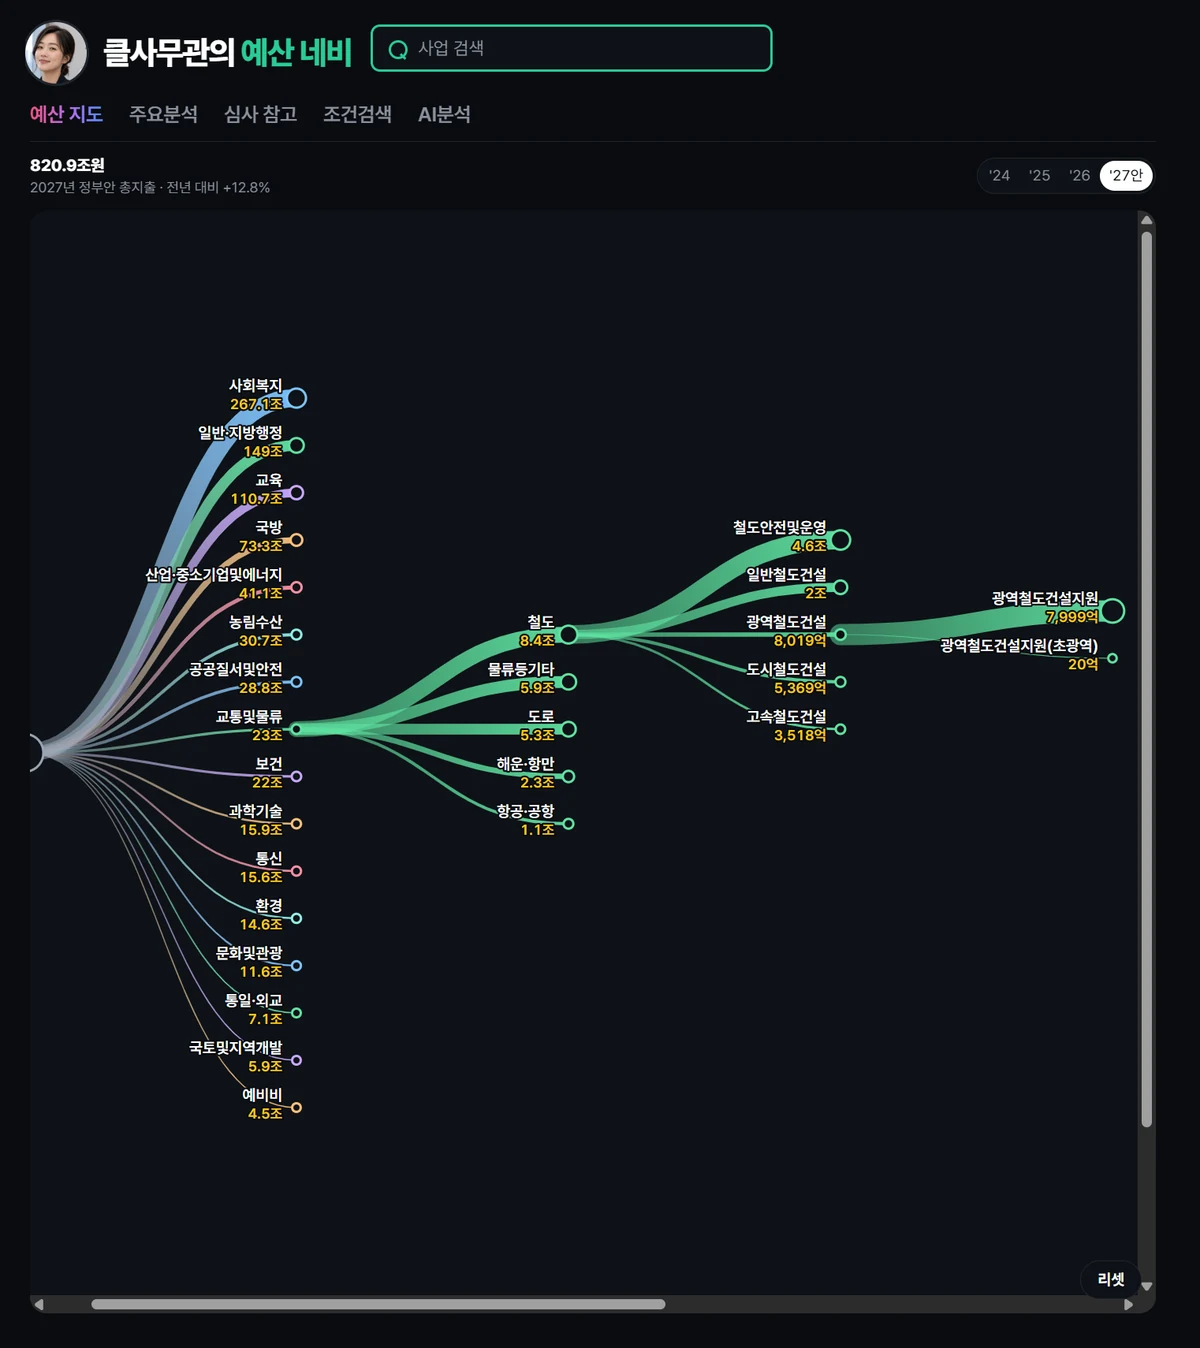 클사무관의 예산 네비
사업 검색
예산 지도
주요분석
심사 참고
조건검색
AI분석
820.9조원
2027년 정부안 총지출 · 전년 대비 +12.8%
'24
'25
'26
'27안
사회복지
267.1조
일반·지방행정
149조
교육
110.7조
국방
73.3조
산업·중소기업및에너지
41.1조
농림수산
30.7조
공공질서및안전
28.8조
교통및물류
23조
보건
22조
과학기술
15.9조
통신
15.6조
환경
14.6조
문화및관광
11.6조
통일·외교
7.1조
국토및지역개발
5.9조
예비비
4.5조
철도
8.4조
물류등기타
5.9조
도로
5.3조
해운·항만
2.3조
항공·공항
1.1조
철도안전및운영
4.6조
일반철도건설
2조
광역철도건설
8,019억
도시철도건설
5,369억
고속철도건설
3,518억
광역철도건설지원
7,999억
광역철도건설지원(초광역)
20억
리셋